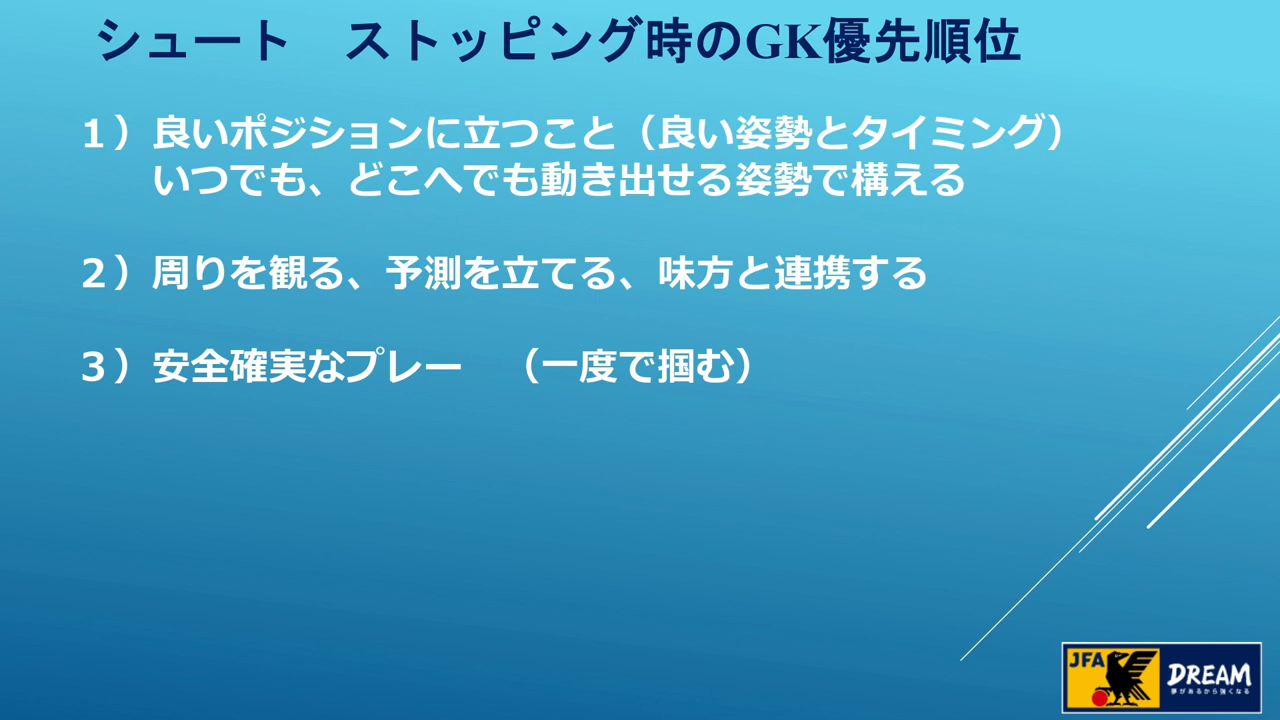 シュート　ストッピング時のGK優先順位
１）良いポジションに立つこと（良い姿勢とタイミング）
いつでも、どこへでも動き出せる姿勢で構える
２）周りを観る、予測を立てる、味方と連携する
３）安全確実なプレー　（一度で掴む）
JFA
DREAM
夢があるから強くなる